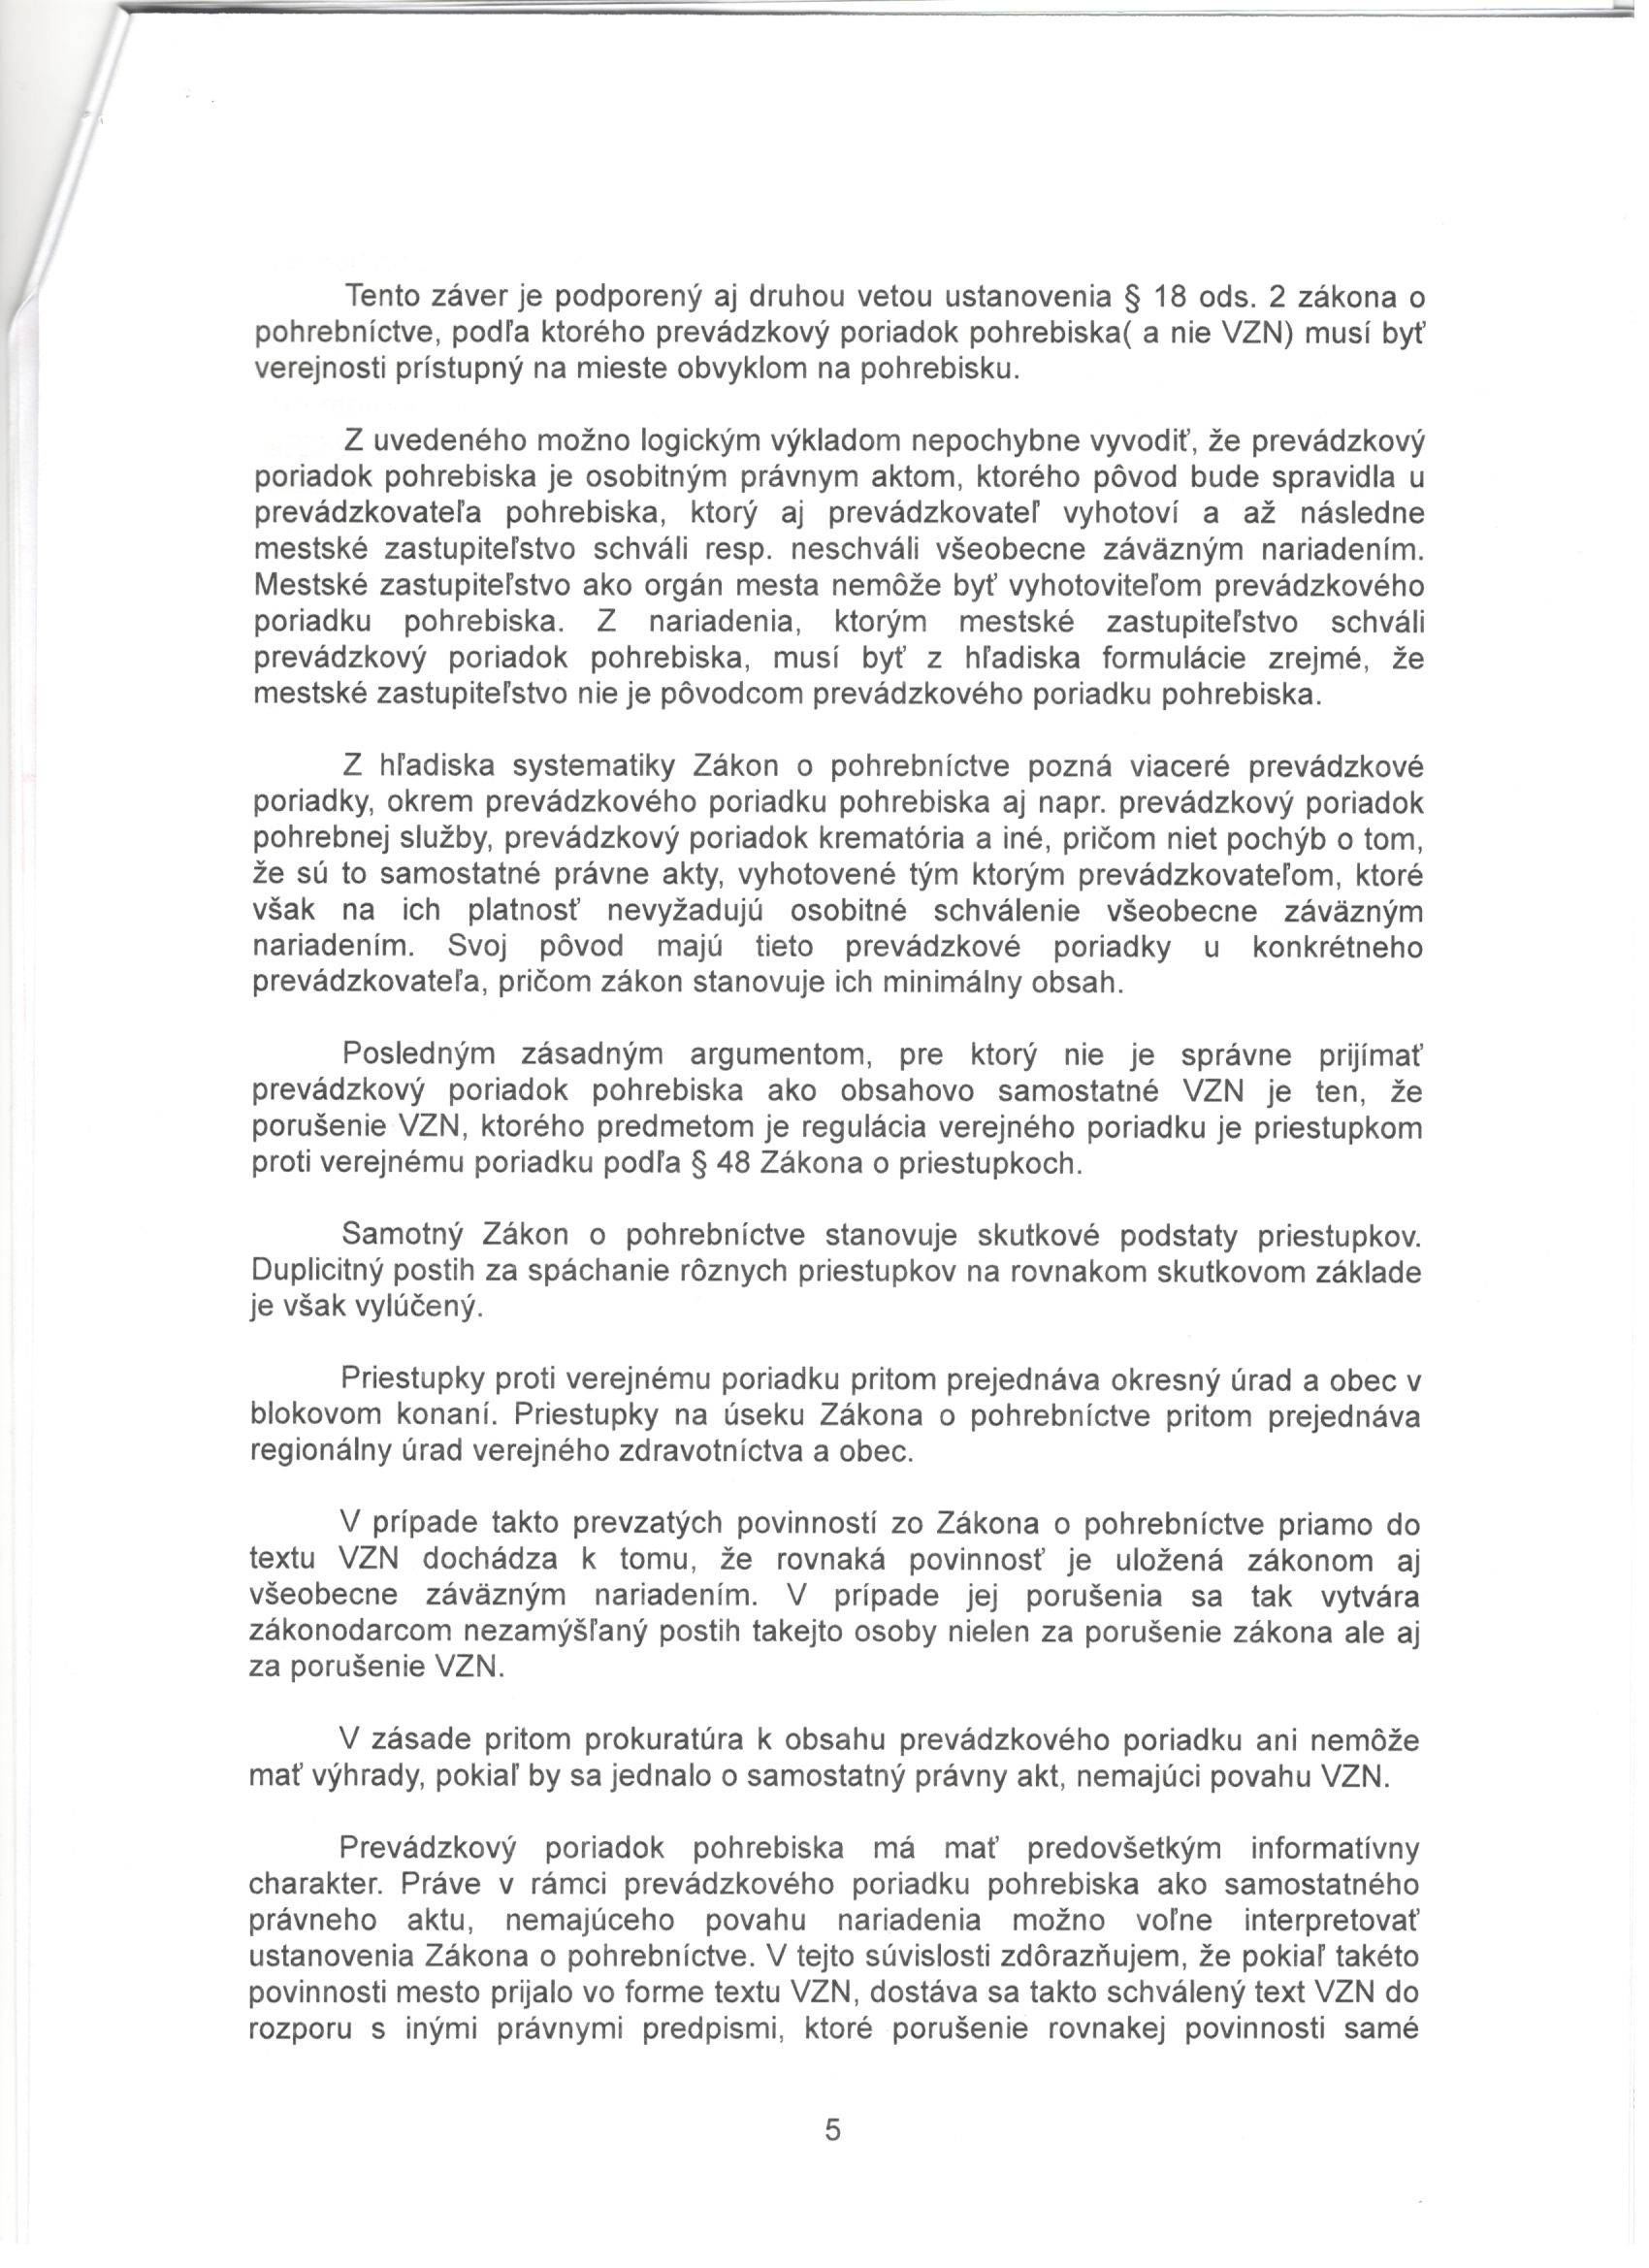 Tento záver je podporený aj druhou vetou ustanovenia § 18 ods. 2 zákona o
pohrebníctve, podľa ktorého prevádzkový poriadok pohrebiska( a nie VZN) musí byť
verejnosti prístupný na mieste obvyklom na pohrebisku.
Z uvedeného možno logickým výkladom nepochybne vyvodiť, že prevádzkový
poriadok pohrebiska je osobitným právnym aktom, ktorého pôvod bude spravidla u
prevádzkovateľa pohrebiska, ktorý aj prevádzkovateľ vyhotoví a až následne
mestské zastupiteľstvo schváli resp. neschváli všeobecne záväzným nariadením.
Mestské zastupiteľstvo ako orgán mesta nemôže byť vyhotoviteľom prevádzkového
poriadku pohrebiska. Z nariadenia, ktorým mestské zastupiteľstvo schváli
prevádzkový poriadok pohrebiska, musí byť z hľadiska formulácie zrejmé, že
mestské zastupiteľstvo nie je pôvodcom prevádzkového poriadku pohrebiska.
Z hľadiska systematiky Zákon o pohrebníctve pozná viaceré prevádzkové
poriadky, okrem prevádzkového poriadku pohrebiska aj napr. prevádzkový poriadok
pohrebnej služby, prevádzkový poriadok krematória a iné, pričom niet pochýb o tom,
že sú to samostatné právne akty, vyhotovené tým ktorým prevádzkovateľom, ktoré
však na ich platnosť nevyžadujú osobitné schválenie všeobecne záväzným
nariadením. Svoj pôvod majú tieto prevádzkové poriadky u konkrétneho
prevádzkovateľa, pričom zákon stanovuje ich minimálny obsah.
Posledným zásadným argumentom, pre ktorý nie je správne prijímať
prevádzkový poriadok pohrebiska ako obsahovo samostatné VZN je ten, že
porušenie VZN, ktorého predmetom je regulácia verejného poriadku je priestupkom
proti verejnému poriadku podľa § 48 Zákona o priestupkoch.
Samotný Zákon o pohrebníctve stanovuje skutkové podstaty priestupkov.
Duplicitný postih za spáchanie rôznych priestupkov na rovnakom skutkovom základe
je však vylúčený.
Priestupky proti verejnému poriadku pritom prejednáva okresný úrad a obec v
blokovom konaní. Priestupky na úseku Zákona o pohrebníctve pritom prejednáva
regionálny úrad verejného zdravotníctva a obec.
V prípade takto prevzatých povinností zo Zákona o pohrebníctve priamo do
textu VZN dochádza k tomu, že rovnaká povinnosť je uložená zákonom aj
všeobecne záväzným nariadením. V prípade jej porušenia sa tak vytvára
zákonodarcom nezamýšľaný postih takejto osoby nielen za porušenie zákona ale aj
za porušenie VZN.
V zásade pritom prokuratúra k obsahu prevádzkového poriadku ani nemôže
mať výhrady, pokiaľ by sa jednalo o samostatný právny akt, nemajúci povahu VZN.
Prevádzkový poriadok pohrebiska má mať predovšetkým informatívny
charakter. Práve v rámci prevádzkového poriadku pohrebiska ako samostatného
právneho aktu, nemajúceho povahu nariadenia možno voľne interpretovať
ustanovenia Zákona o pohrebníctve. V tejto súvislosti zdôrazňujem, že pokiaľ takéto
povinnosti mesto prijalo vo forme textu VZN, dostáva sa takto schválený text VZN do
rozporu s inými právnymi predpismi, ktoré porušenie rovnakej povinnosti samé
5